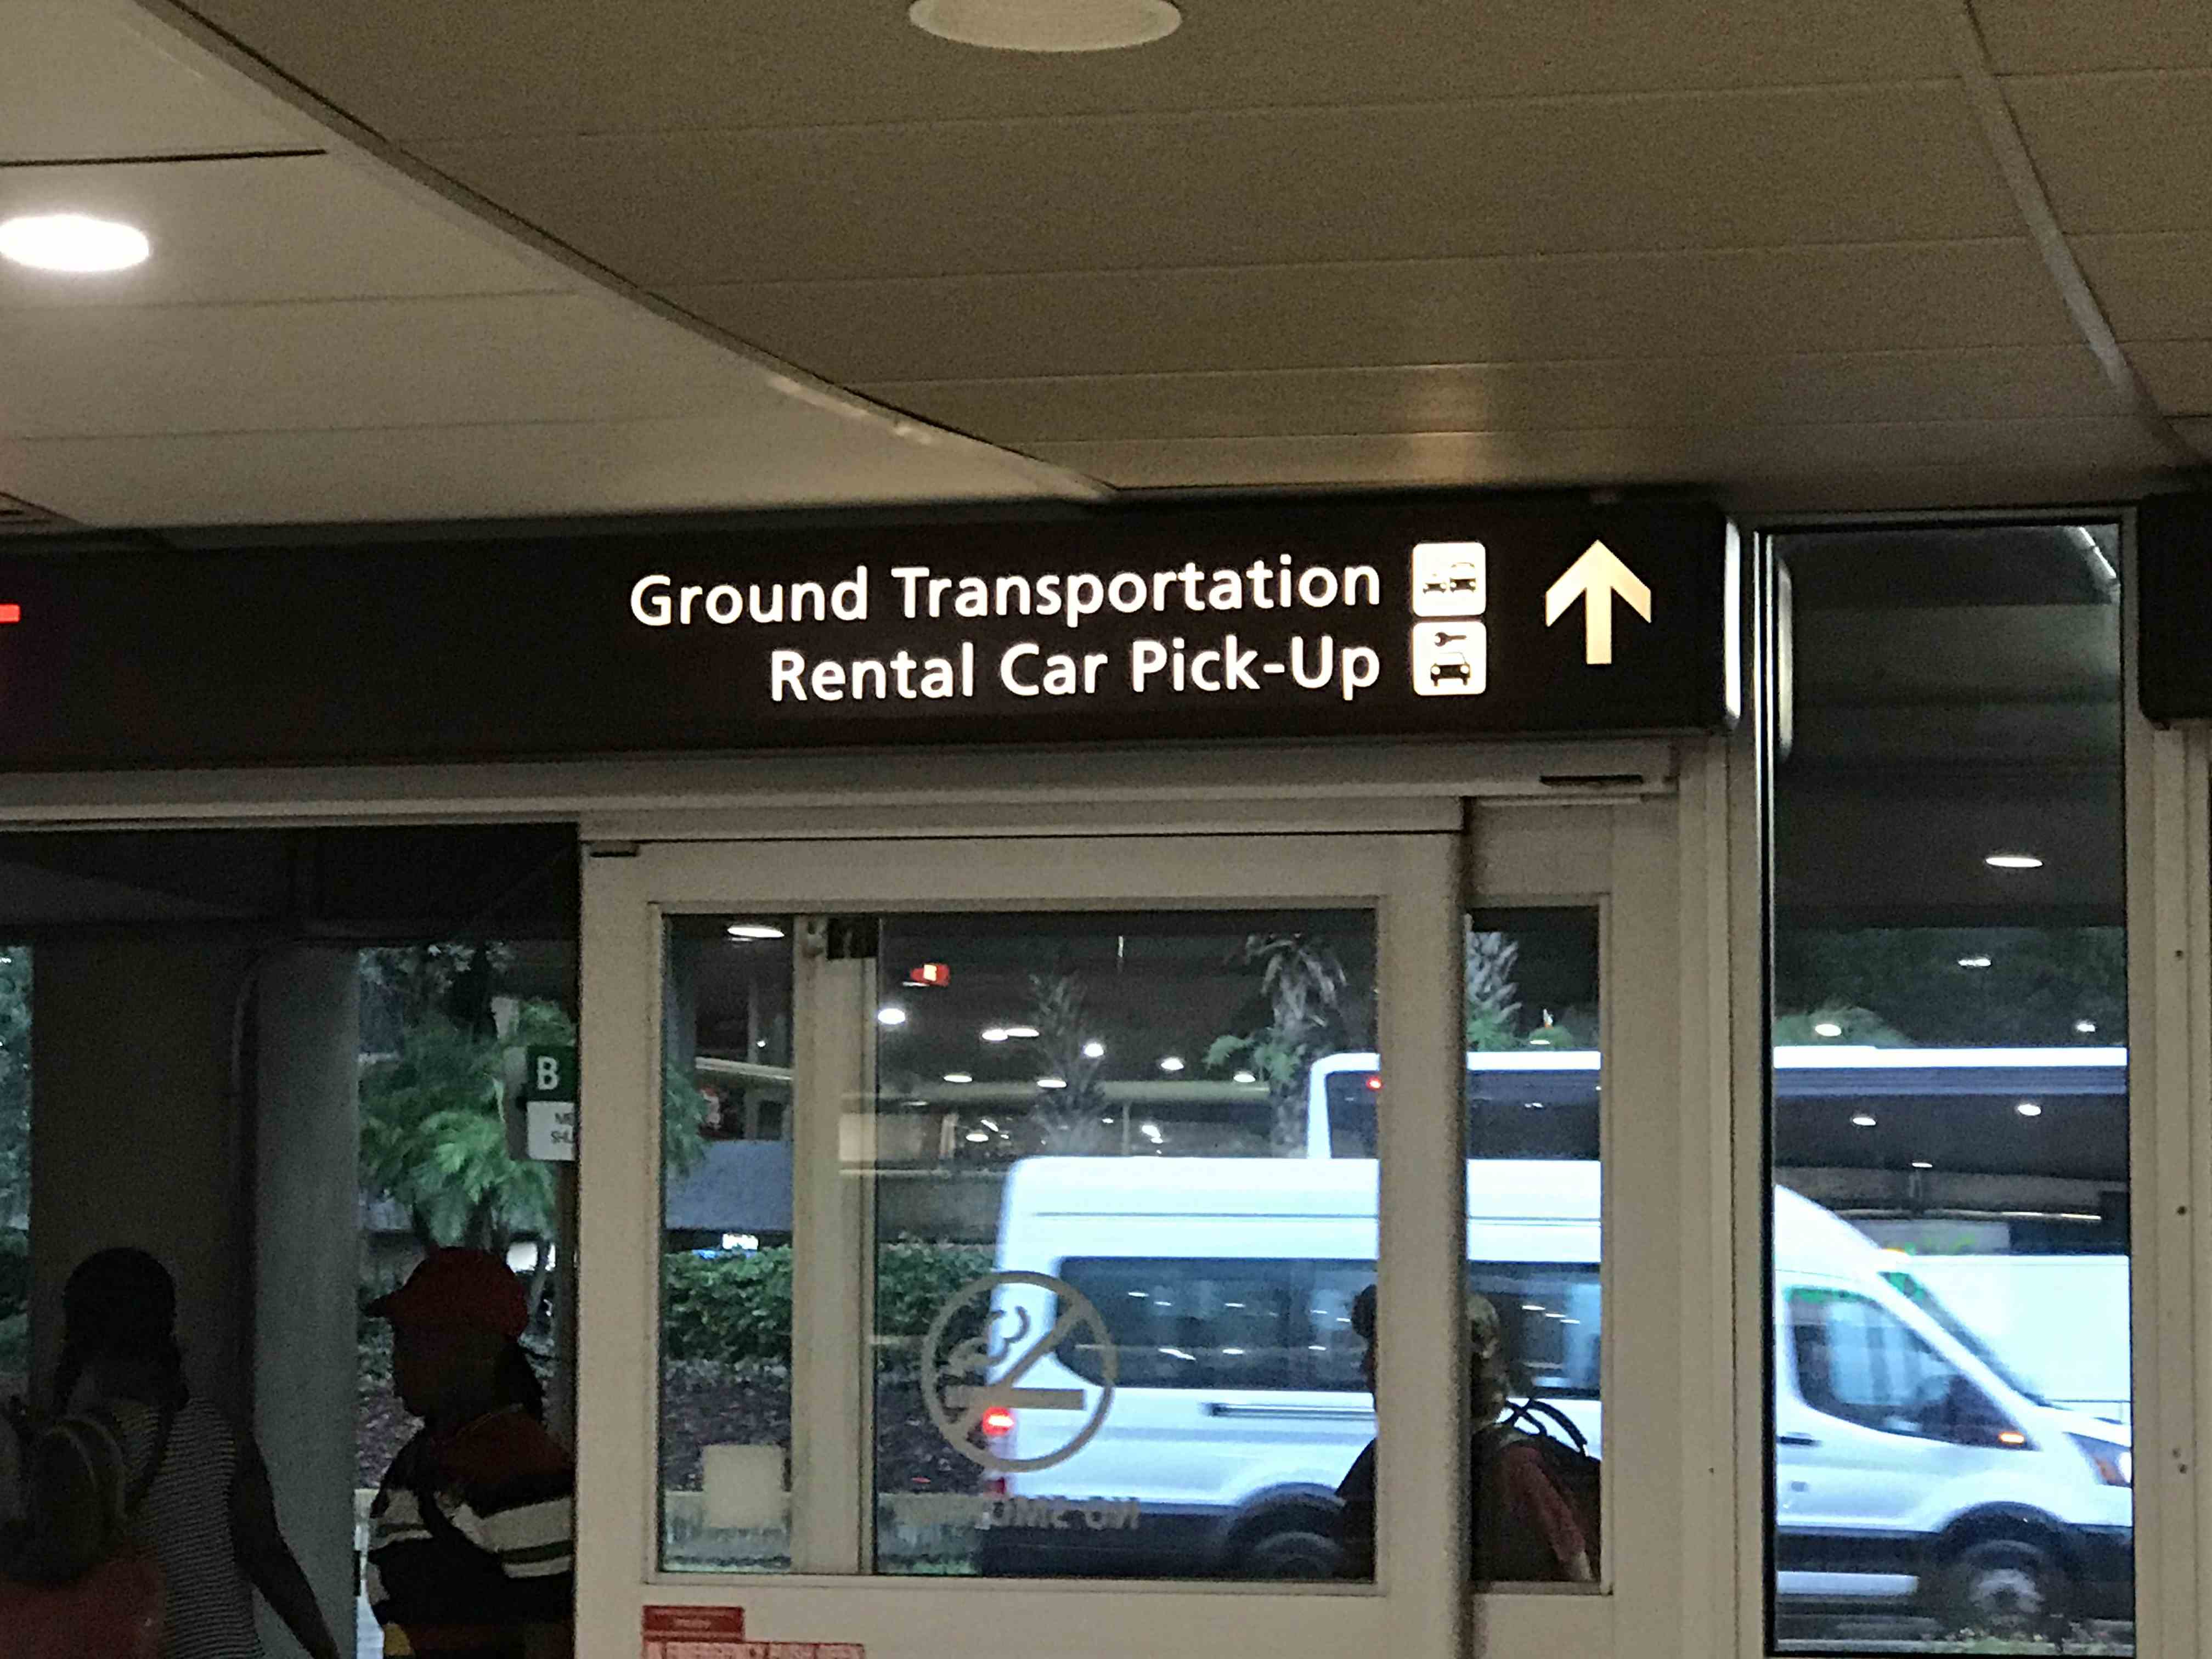 Ground Transportation
Rental Car Pick-Up
B